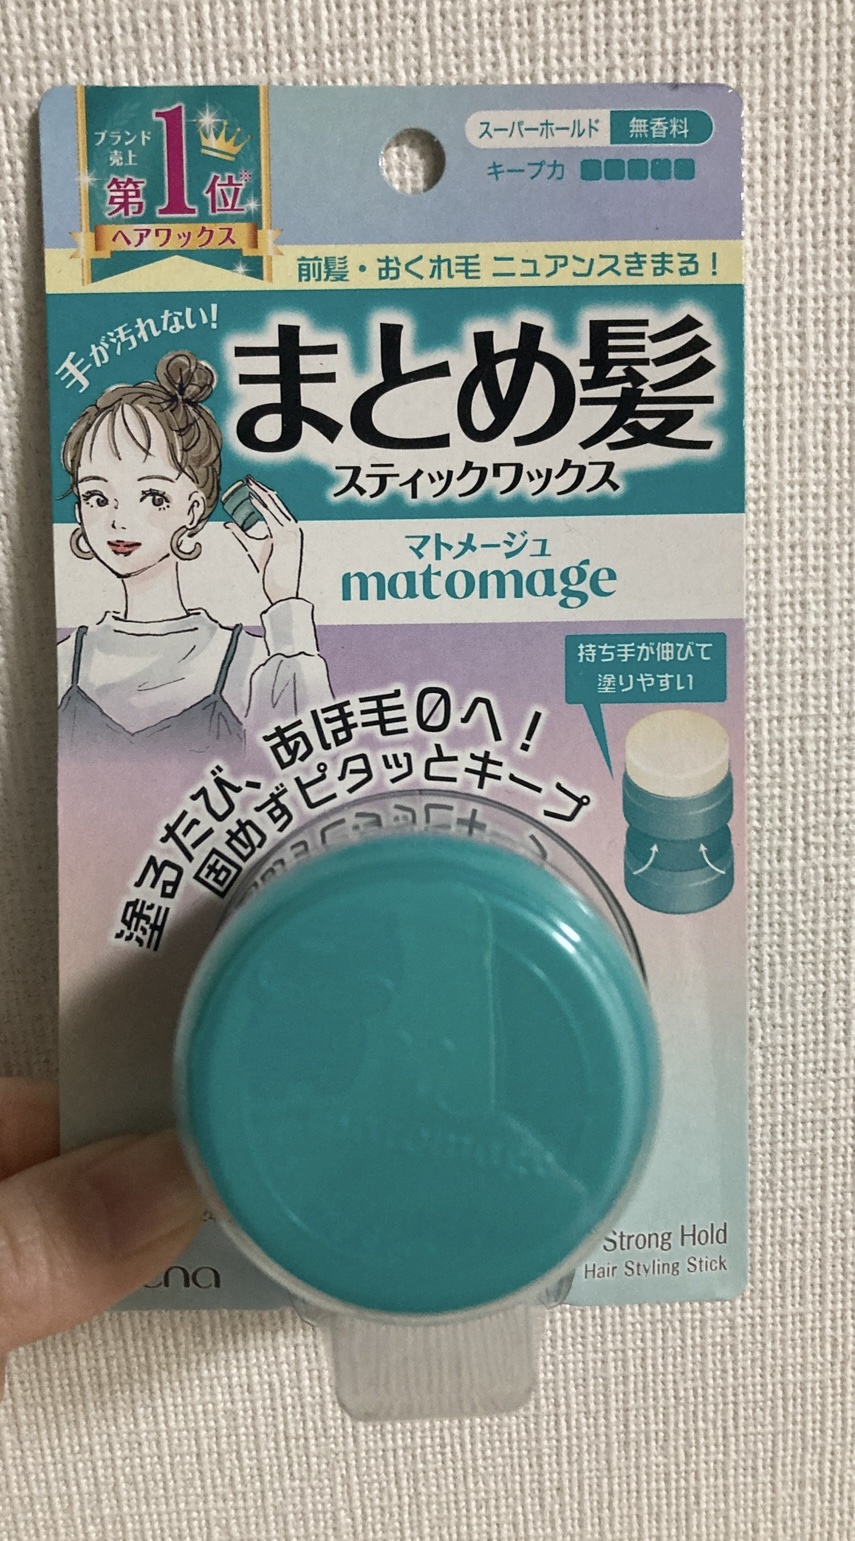 ブランド
売上
第1位※
ヘアワックス
スーパーホールド 無香料
キープ力
前髪・おくれ毛 ニュアンスきまる！
手が汚れない！
まとめ髪
スティックワックス
マトメージュ
matomage
持ち手が伸びて
塗りやすい
塗るたび、あほ毛0へ！
固めずピタッとキープ
matomage
Strong Hold
Hair Styling Stick